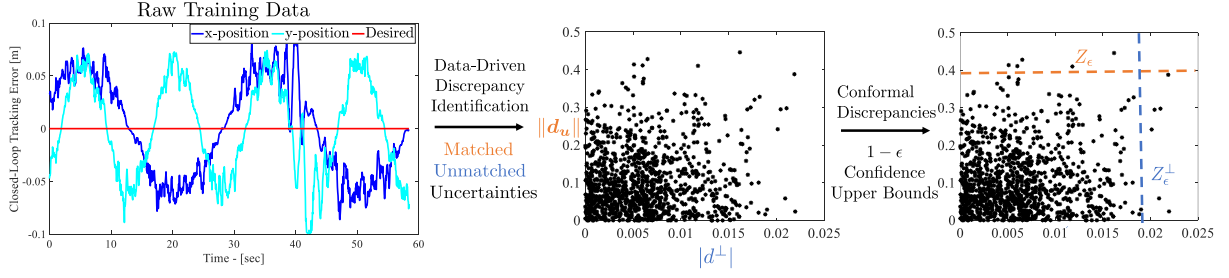 Raw Training Data
x-position y-position Desired
Closed-Loop Tracking Error [m]
0.1
0.05
0
-0.05
-0.1
0 10 20 30 40 50 60
Time - [sec]
Data-Driven
Discrepancy
Identification
Matched
Unmatched
Uncertainties
‖d_u‖
0.5
0.4
0.3
0.2
0.1
0
0 0.005 0.01 0.015 0.02 0.025
|d^⊥|
Conformal
Discrepancies
1 − ϵ
Confidence
Upper Bounds
0.5
0.4
0.3
0.2
0.1
0
Z_ϵ
Z_ϵ^⊥
0 0.005 0.01 0.015 0.02 0.025